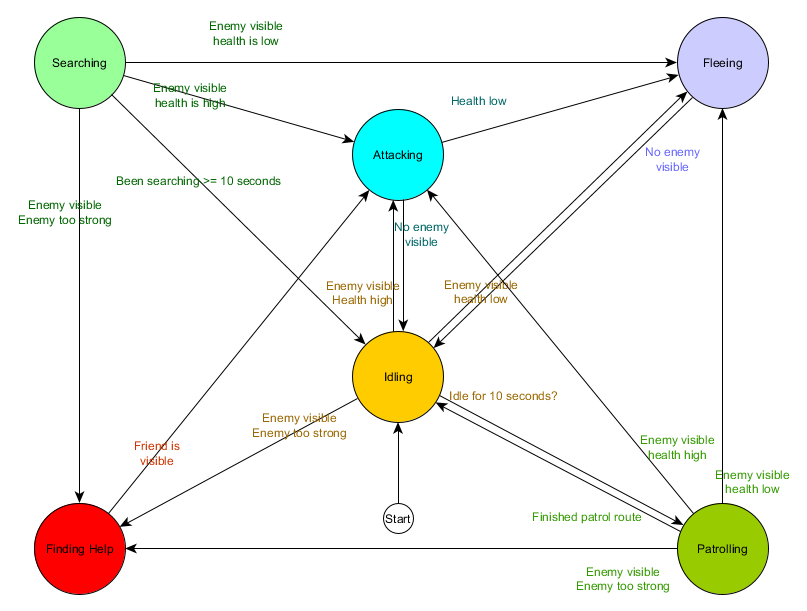 Enemy visible
health is low
Searching
Fleeing
Enemy visible
health is high
Health low
Attacking
No enemy
visible
Been searching >= 10 seconds
Enemy visible
Enemy too strong
No enemy
visible
Enemy visible
Health high
Enemy visible
health low
Idling
Idle for 10 seconds?
Enemy visible
Enemy too strong
Friend is
visible
Enemy visible
health high
Enemy visible
health low
Start
Finished patrol route
Finding Help
Patrolling
Enemy visible
Enemy too strong